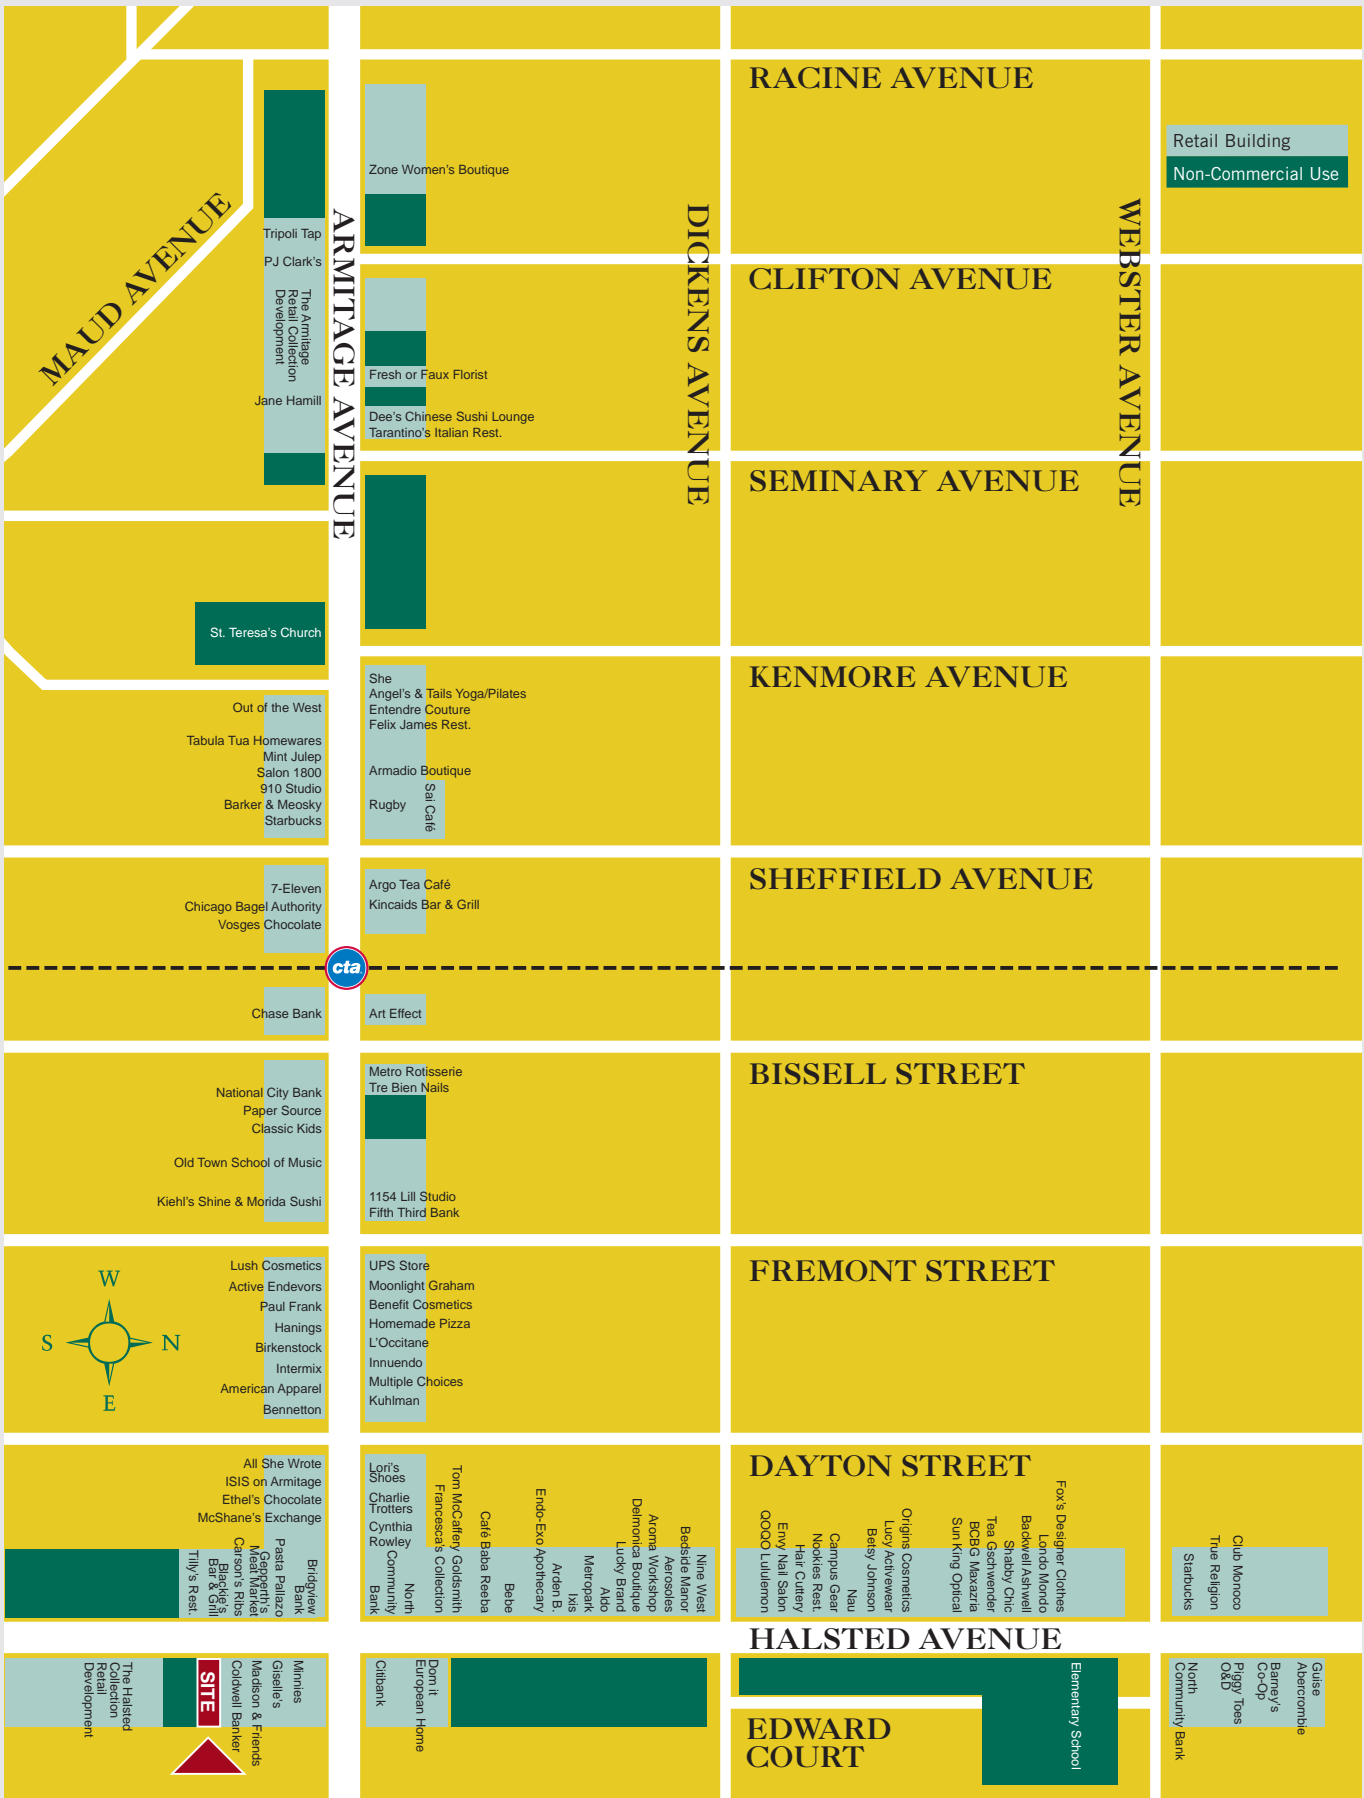 RACINE AVENUE
Retail Building
Non-Commercial Use
Zone Women's Boutique
MAUD AVENUE
ARMITAGE AVENUE
DICKENS AVENUE
WEBSTER AVENUE
Tripoli Tap
PJ Clark's
The Armitage
Retail Collection
Development
Jane Hamill
CLIFTON AVENUE
Fresh or Faux Florist
Dee's Chinese Sushi Lounge
Tarantino's Italian Rest.
SEMINARY AVENUE
St. Teresa's Church
KENMORE AVENUE
Out of the West
Tabula Tua Homewares
Mint Julep
Salon 1800
910 Studio
Barker & Meosky
Starbucks
She
Angel's & Tails Yoga/Pilates
Entendre Couture
Felix James Rest.
Armadio Boutique
Rugby
Sai Café
SHEFFIELD AVENUE
7-Eleven
Chicago Bagel Authority
Vosges Chocolate
Argo Tea Café
Kincaids Bar & Grill
cta
Chase Bank
Art Effect
BISSELL STREET
National City Bank
Paper Source
Classic Kids
Old Town School of Music
Kiehl's Shine & Morida Sushi
Metro Rotisserie
Tre Bien Nails
1154 Lill Studio
Fifth Third Bank
FREMONT STREET
W
S
N
E
Lush Cosmetics
Active Endevors
Paul Frank
Hanings
Birkenstock
Intermix
American Apparel
Bennetton
UPS Store
Moonlight Graham
Benefit Cosmetics
Homemade Pizza
L'Occitane
Innuendo
Multiple Choices
Kuhlman
DAYTON STREET
All She Wrote
ISIS on Armitage
Ethel's Chocolate
McShane's Exchange
Bridgview
Bank
Pasta Pallazo
Gepperth's
Meat Market
Carson's Ribs
Blackie's
Bar & Grill
Tilly's Rest.
Lori's
Shoes
Charlie
Trotters
Cynthia
Rowley
North
Community
Bank
Francesca's Collection
Tom McCaffery Goldsmith
Café Baba Reeba
Bebe
Endo-Exo Apothecary
Arden B.
Ixis
Metropark
Aldo
Lucky Brand
Delmonica Boutique
Aroma Workshop
Aerosoles
Bedside Manor
Nine West
QOQO Lululemon
Envy Nail Salon
Hair Cuttery
Nookies Rest.
Campus Gear
Nau
Betsy Johnson
Lucy Activewear
Origins Cosmetics
Sun King Optical
BCBG Maxazria
Tea Gschwender
Shabby Chic
Backwell Ashwell
Londo Mondo
Fox's Designer Clothes
Starbucks
True Religion
Club Monoco
HALSTED AVENUE
The Halsted
Collection
Retail
Development
SITE
Coldwell Banker
Madison & Friends
Giselle's
Minnies
Citibank
Dom it
European Home
Elementary School
EDWARD
COURT
North
Community Bank
Piggy Toes
O&D
Barney's
Co-Op
Guise
Abercrombie